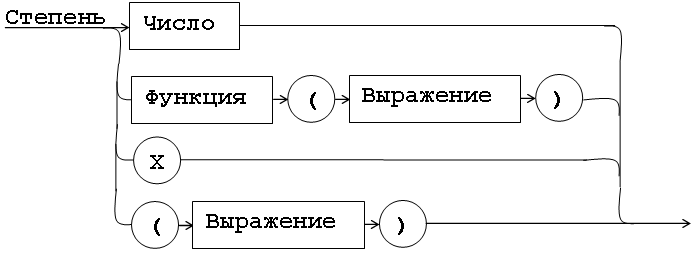 Степень Число
Функция ( Выражение )
X
( Выражение )